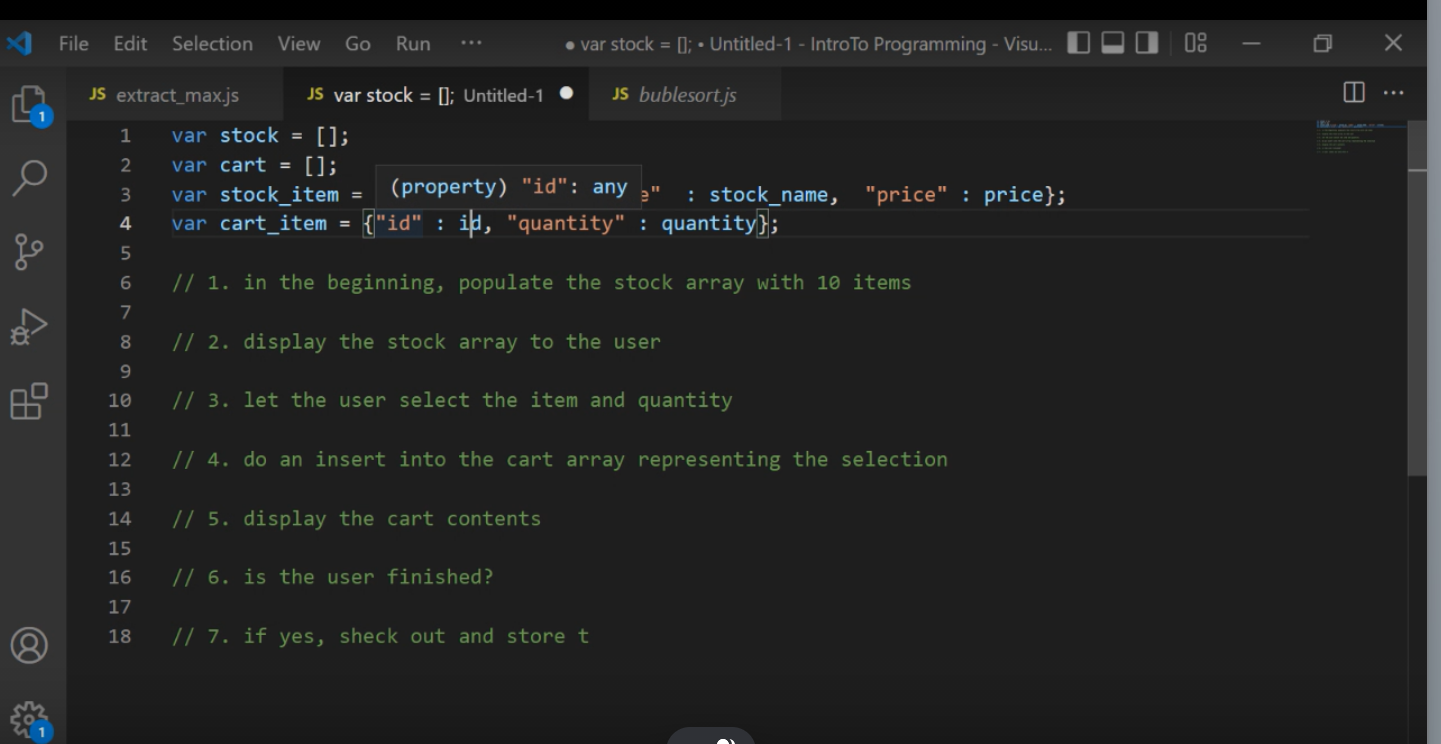 File Edit Selection View Go Run ··· ● var stock = []; • Untitled-1 - IntroTo Programming - Visu...
JS extract_max.js JS var stock = []; Untitled-1 ● JS bublesort.js
1 var stock = [];
2 var cart = [];
(property) "id": any
3 var stock_item = e" : stock_name, "price" : price};
4 var cart_item = {"id" : id, "quantity" : quantity};
5
6 // 1. in the beginning, populate the stock array with 10 items
7
8 // 2. display the stock array to the user
9
10 // 3. let the user select the item and quantity
11
12 // 4. do an insert into the cart array representing the selection
13
14 // 5. display the cart contents
15
16 // 6. is the user finished?
17
18 // 7. if yes, sheck out and store t
1
1